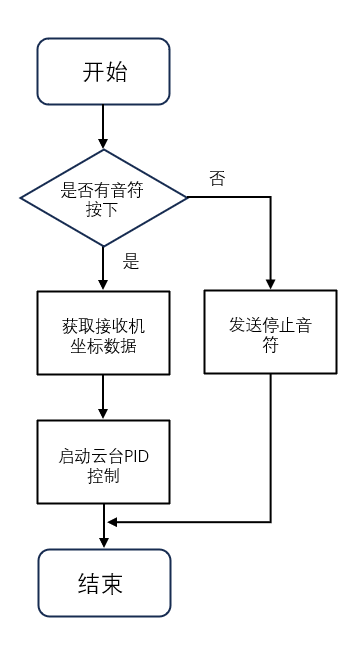 开始
是否有音符
按下
否
是
获取接收机
坐标数据
发送停止音
符
启动云台PID
控制
结束